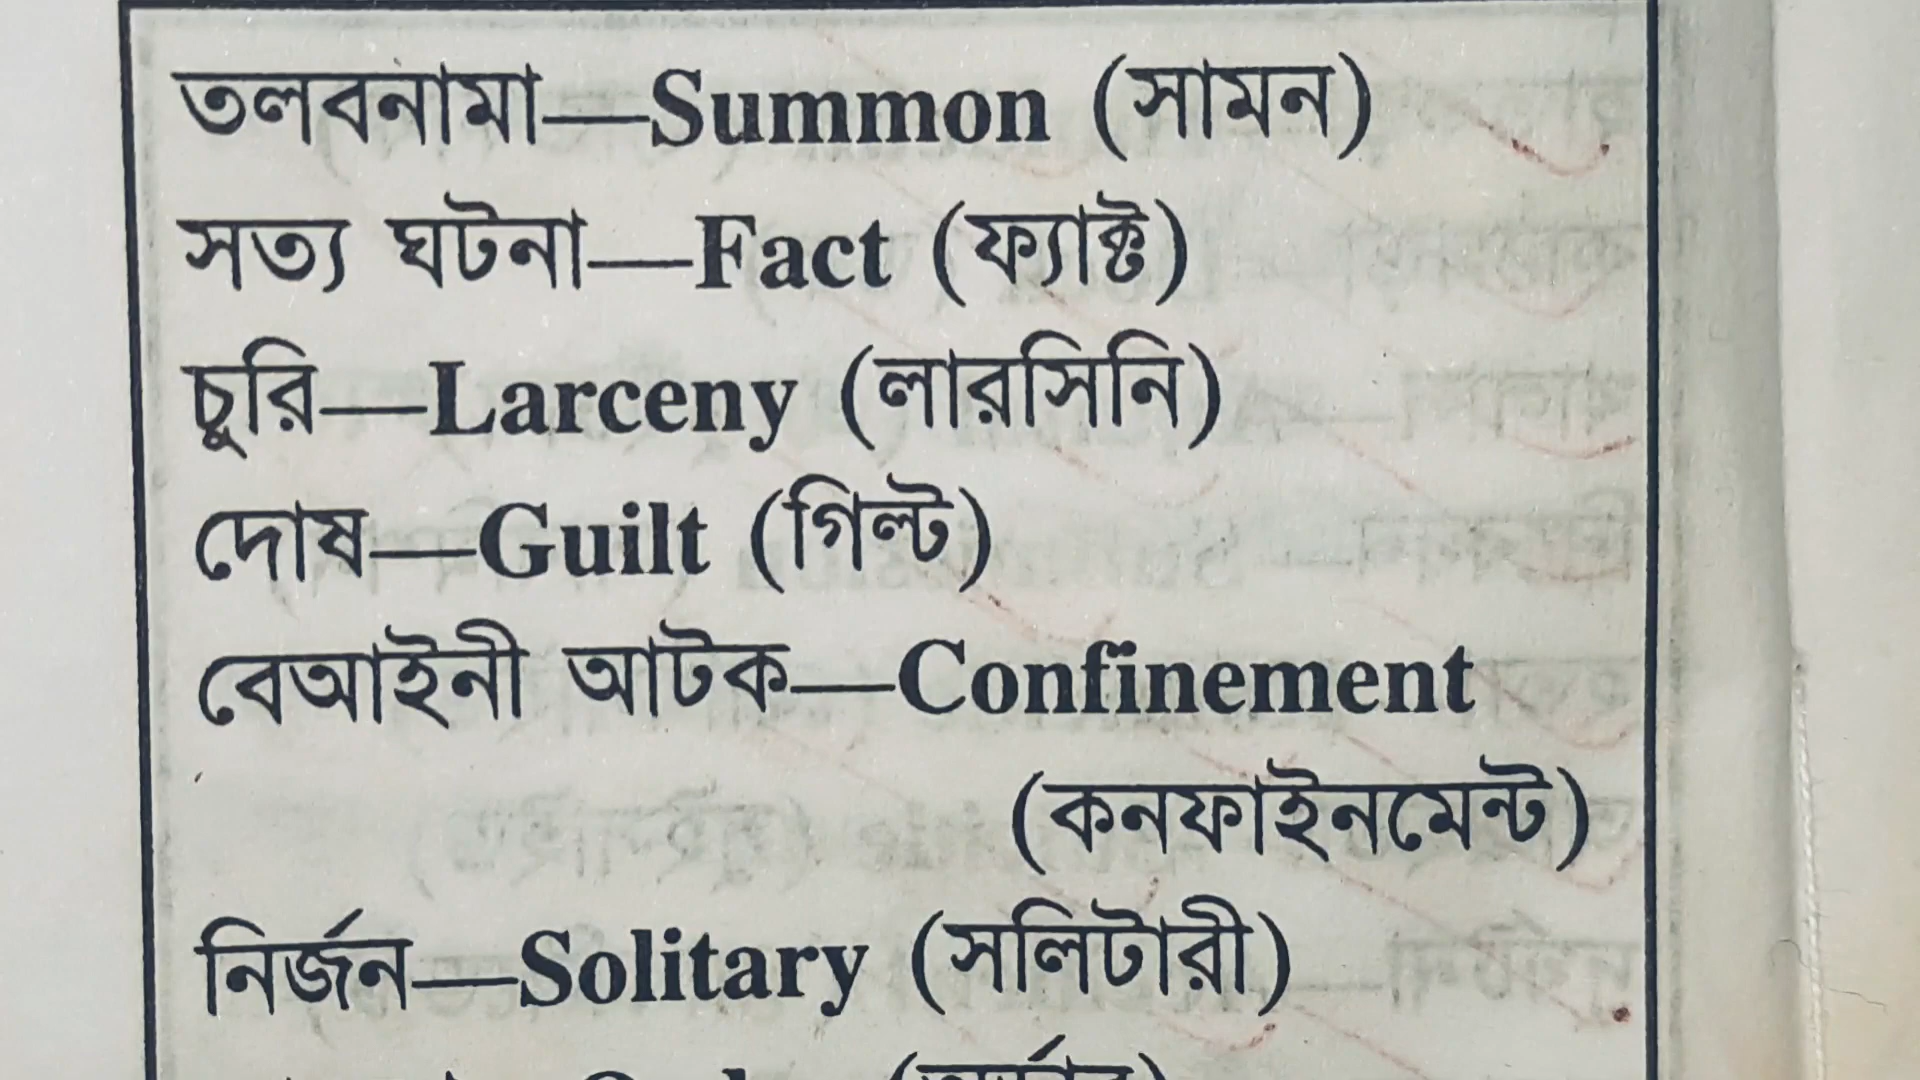 তলবনামা—Summon (সামন)
সত্য ঘটনা—Fact (ফ্যাক্ট)
চুরি—Larceny (লারসিনি)
দোষ—Guilt (গিল্ট)
বেআইনী আটক—Confinement
(কনফাইনমেন্ট)
নির্জন—Solitary (সলিটারী)